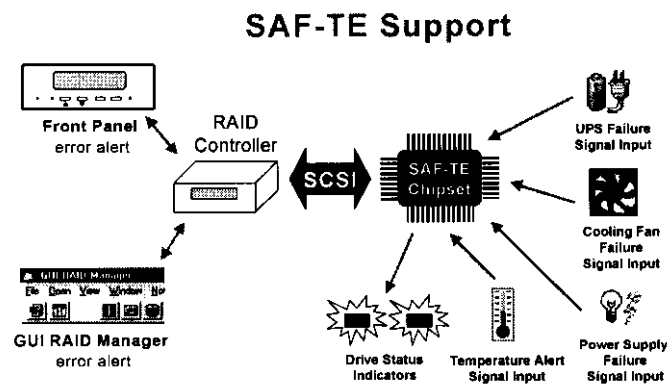 SAF-TE Support
Front Panel
error alert
RAID
Controller
SCSI
SAF-TE
Chipset
UPS Failure
Signal Input
Cooling Fan
Failure
Signal Input
GUI RAID Manager
File Open View Window
GUI RAID Manager
error alert
Drive Status
Indicators
Temperature Alert
Signal Input
Power Supply
Failure
Signal Input